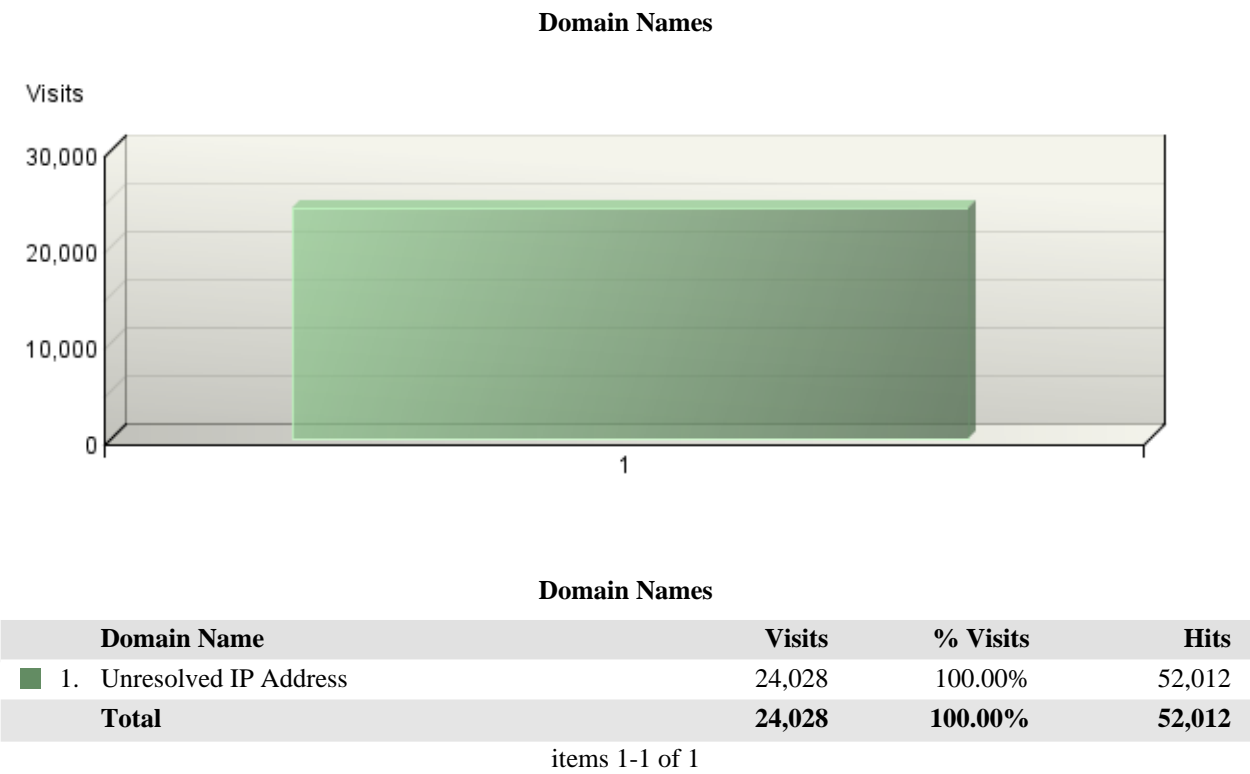 Domain Names
Visits
30,000
20,000
10,000
0
1
Domain Names
Domain Name Visits % Visits Hits
1. Unresolved IP Address 24,028 100.00% 52,012
Total 24,028 100.00% 52,012
items 1-1 of 1